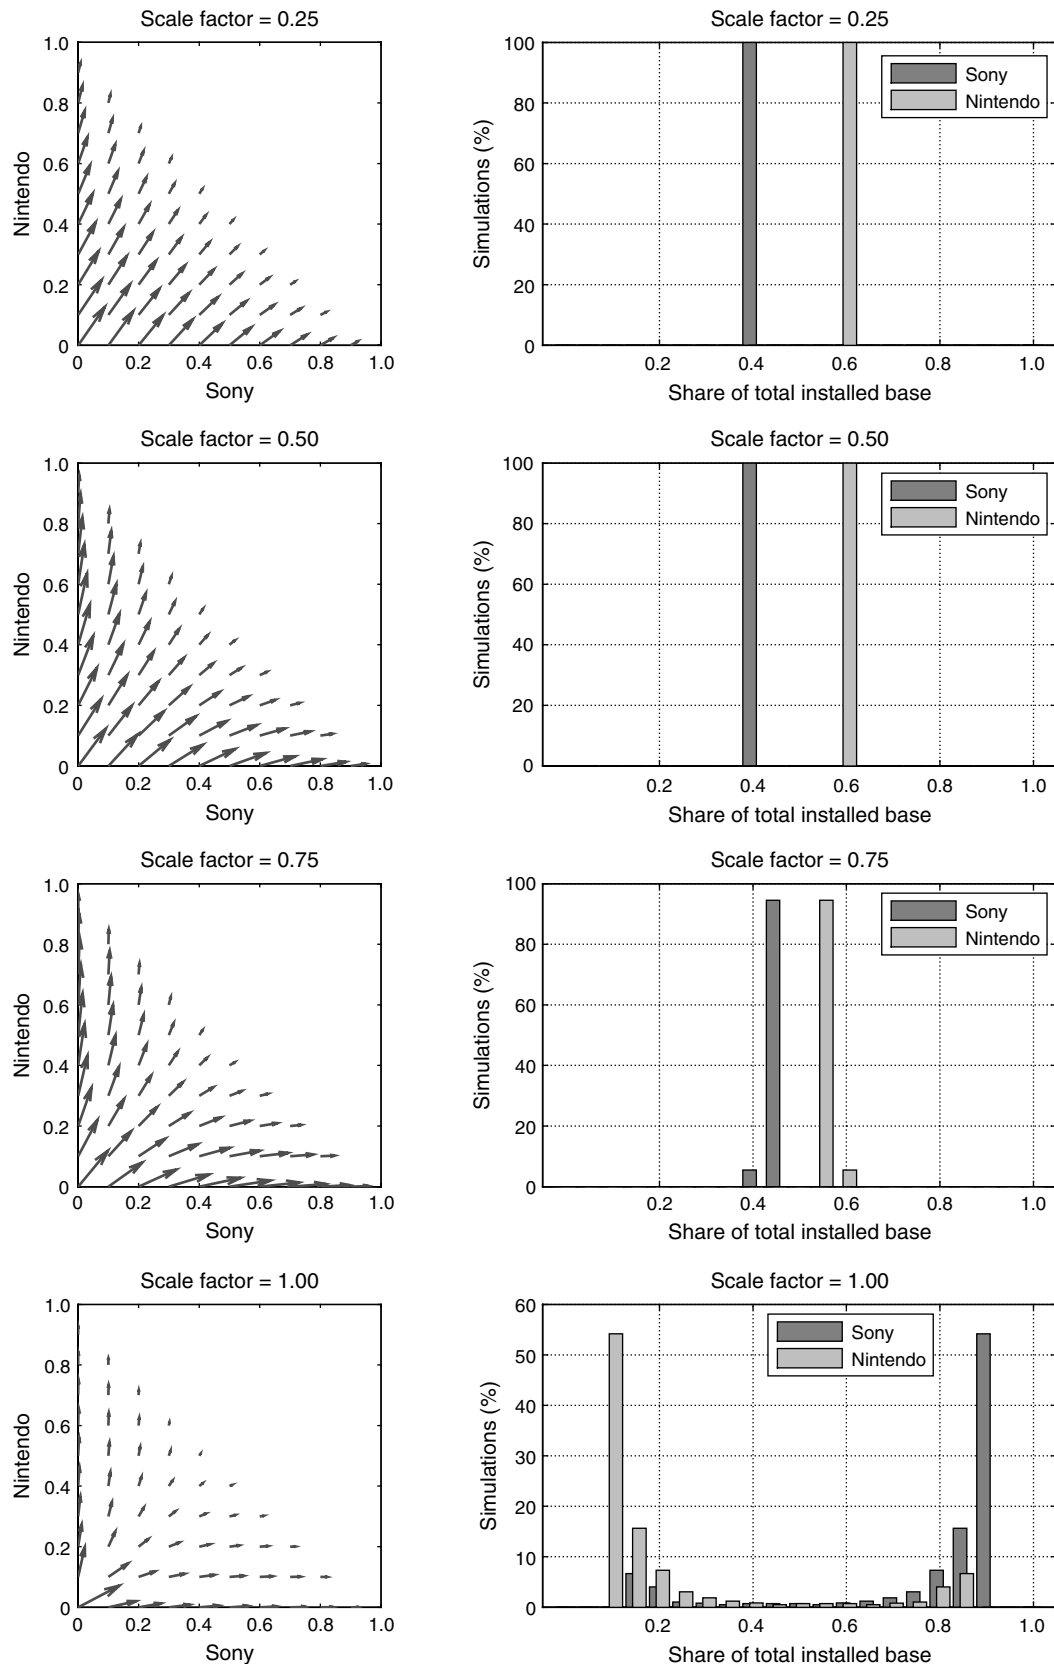 Scale factor = 0.25
1.0
0.8
0.6
0.4
0.2
0
Nintendo
0.2 0.4 0.6 0.8 1.0
Sony
Scale factor = 0.25
100
80
60
40
20
0
Simulations (%)
Sony
Nintendo
0.2 0.4 0.6 0.8 1.0
Share of total installed base
Scale factor = 0.50
1.0
0.8
0.6
0.4
0.2
0
Nintendo
0 0.2 0.4 0.6 0.8 1.0
Sony
Scale factor = 0.50
100
80
60
40
20
0
Simulations (%)
Sony
Nintendo
0.2 0.4 0.6 0.8 1.0
Share of total installed base
Scale factor = 0.75
1.0
0.8
0.6
0.4
0.2
0
Nintendo
0 0.2 0.4 0.6 0.8 1.0
Sony
Scale factor = 0.75
100
80
60
40
20
0
Simulations (%)
Sony
Nintendo
0.2 0.4 0.6 0.8 1.0
Share of total installed base
Scale factor = 1.00
1.0
0.8
0.6
0.4
0.2
0
Nintendo
0 0.2 0.4 0.6 0.8 1.0
Sony
Scale factor = 1.00
60
50
40
30
20
10
0
Simulations (%)
Sony
Nintendo
0.2 0.4 0.6 0.8 1.0
Share of total installed base